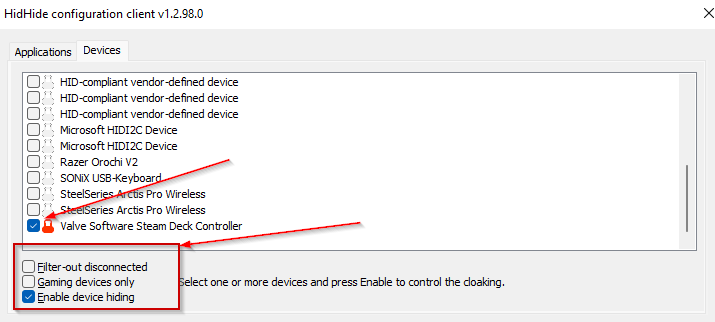 HidHide configuration client v1.2.98.0
Applications
Devices
HID-compliant vendor-defined device
HID-compliant vendor-defined device
HID-compliant vendor-defined device
Microsoft HIDI2C Device
Microsoft HIDI2C Device
Razer Orochi V2
SONiX USB-Keyboard
SteelSeries Arctis Pro Wireless
SteelSeries Arctis Pro Wireless
Valve Software Steam Deck Controller
Filter-out disconnected
Gaming devices only
Select one or more devices and press Enable to control the cloaking.
Enable device hiding